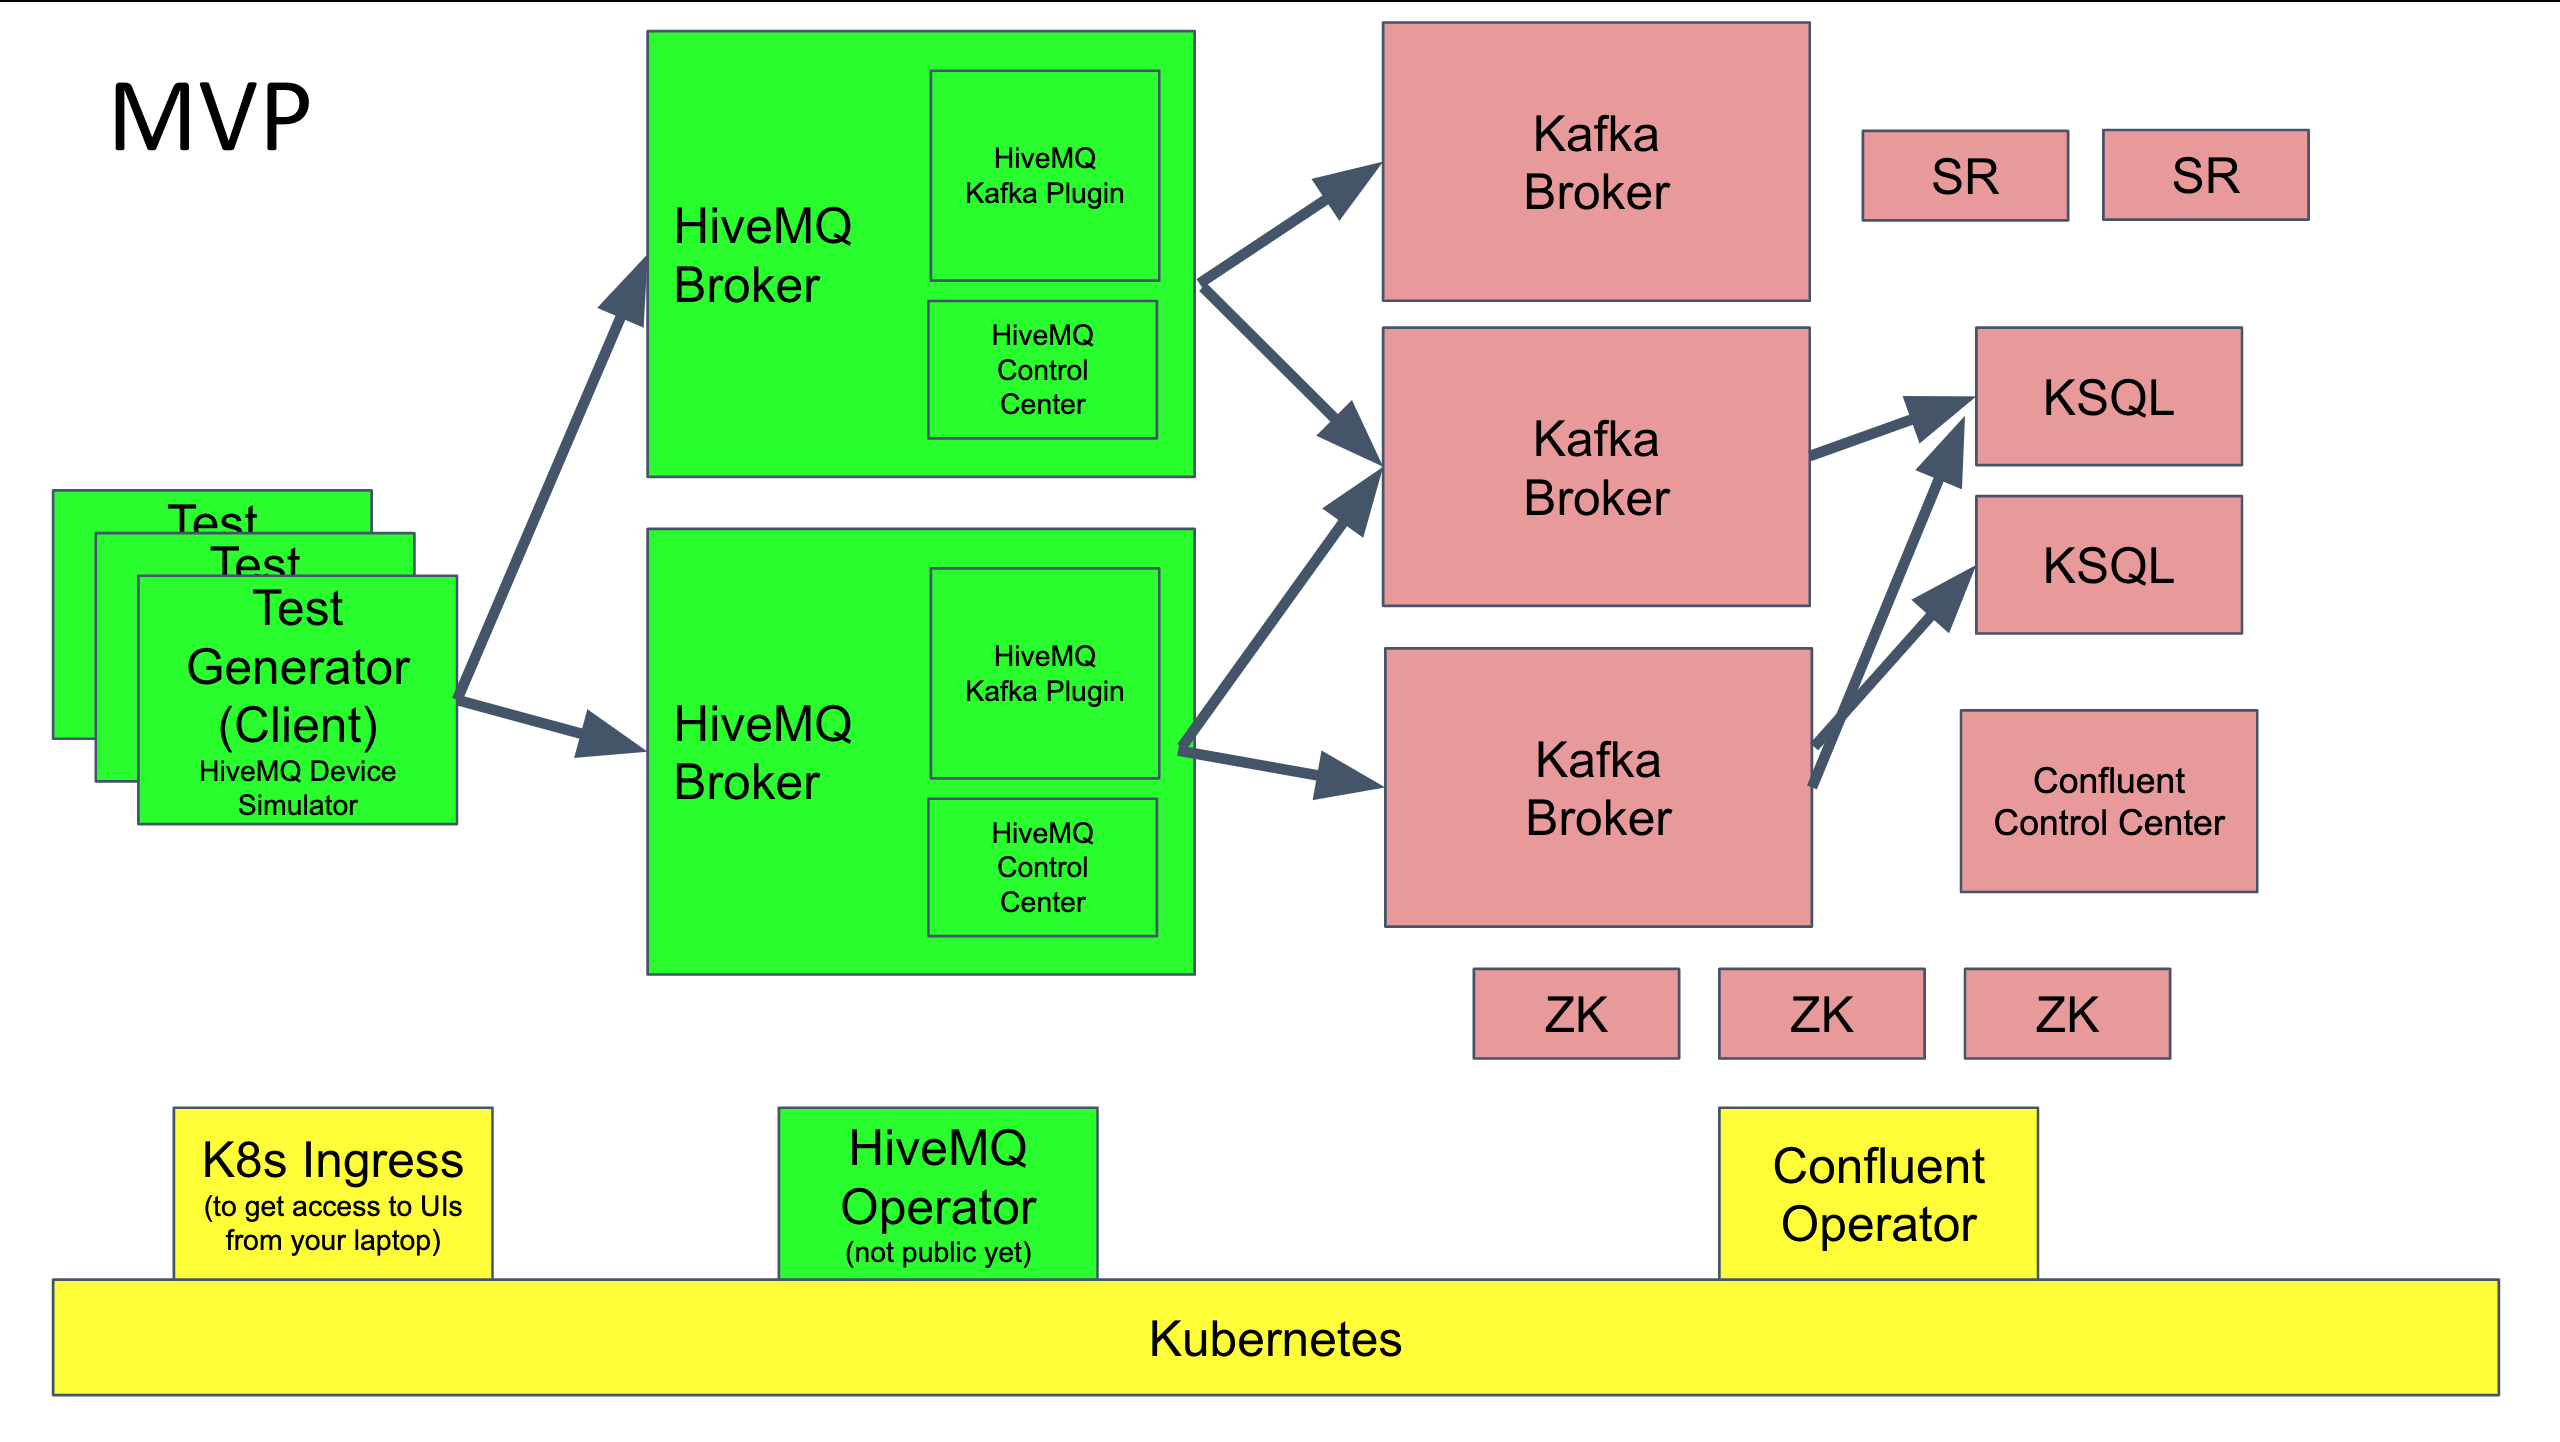 MVP
Test
Test
Test
Generator
(Client)
HiveMQ Device
Simulator
HiveMQ
Broker
HiveMQ
Kafka Plugin
HiveMQ
Control
Center
HiveMQ
Broker
HiveMQ
Kafka Plugin
HiveMQ
Control
Center
Kafka
Broker
Kafka
Broker
Kafka
Broker
SR
SR
KSQL
KSQL
Confluent
Control Center
ZK
ZK
ZK
K8s Ingress
(to get access to UIs
from your laptop)
HiveMQ
Operator
(not public yet)
Confluent
Operator
Kubernetes